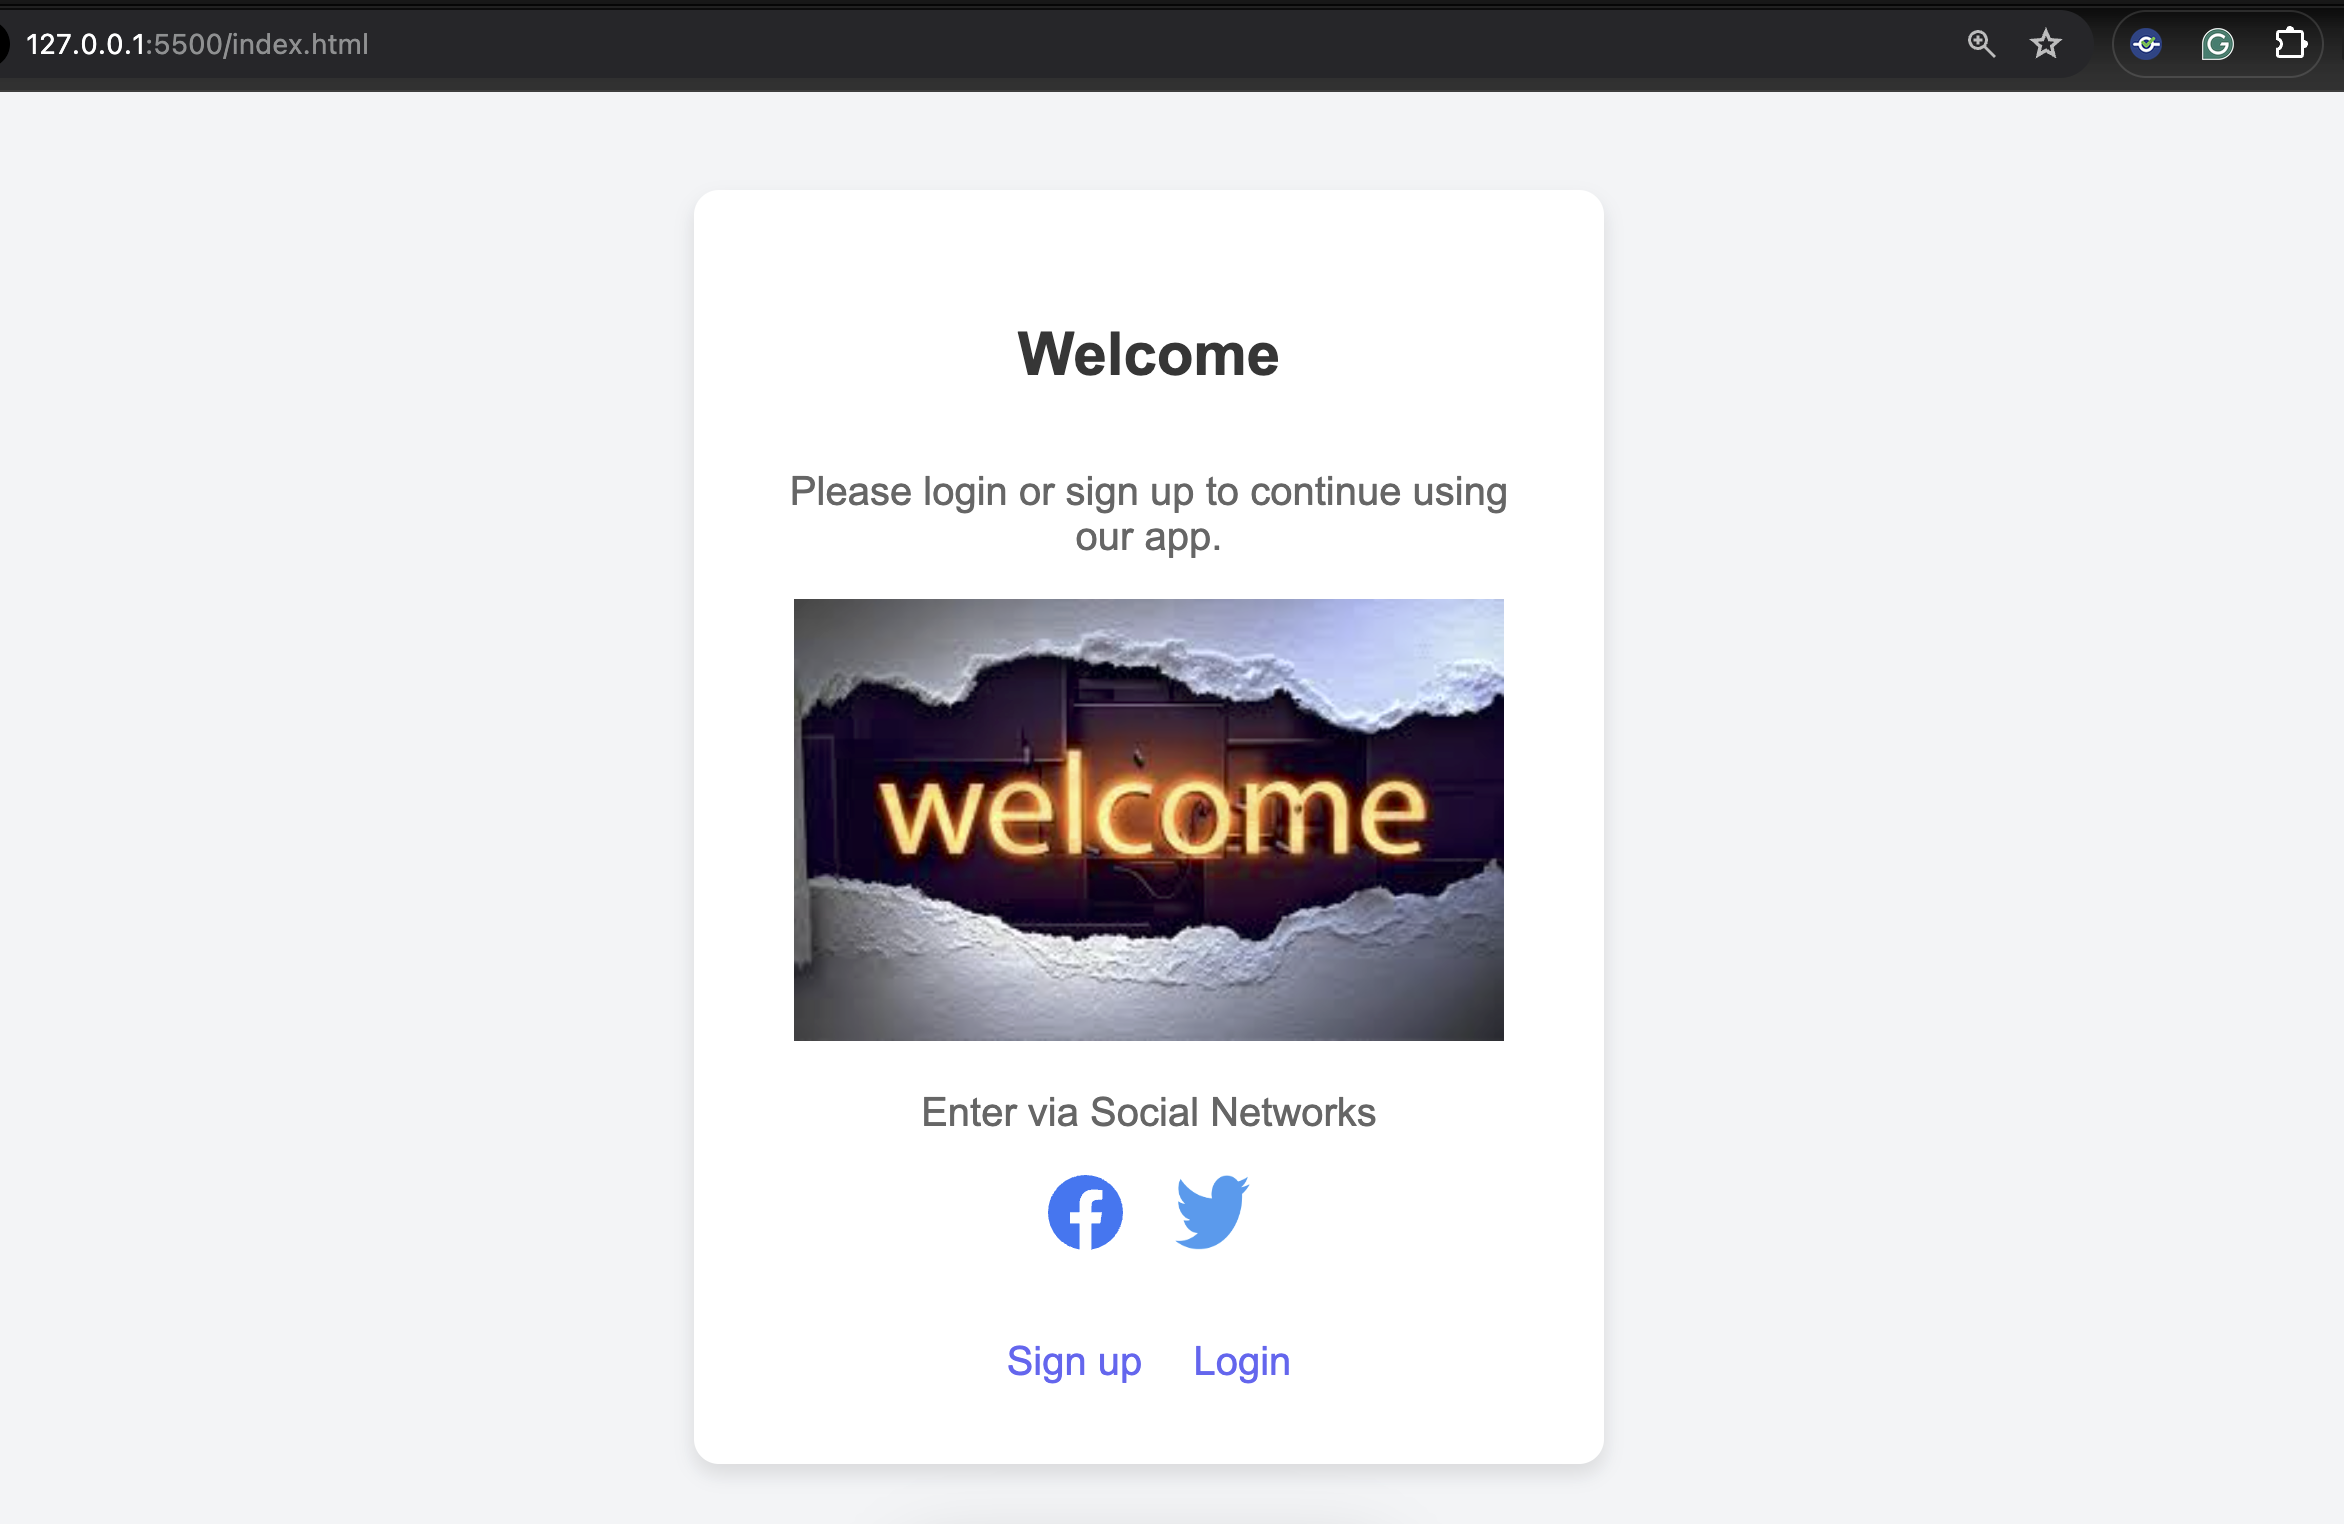 127.0.0.1:5500/index.html
Welcome
Please login or sign up to continue using
our app.
welcome
Enter via Social Networks
Sign up Login